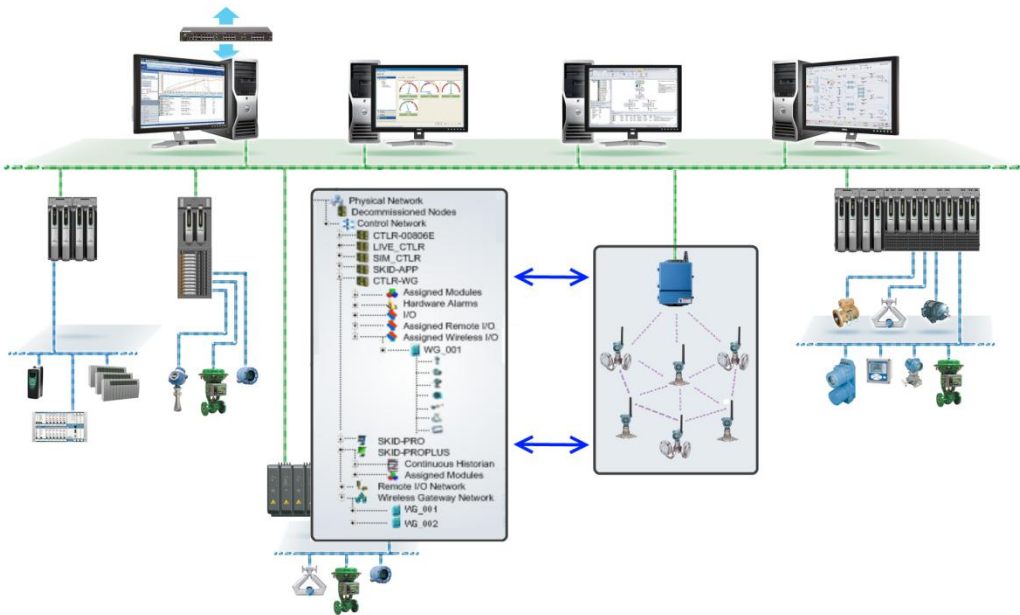 Physical Network
Decommissioned Nodes
Control Network
CTLR-00806E
LIVE_CTLR
SIM_CTLR
SKID-APP
CTLR-WG
Assigned Modules
Hardware Alarms
I/O
Assigned Remote I/O
Assigned Wireless I/O
WG_001
SKID-PRO
SKID-PROPLUS
Continuous Historian
Assigned Modules
Remote I/O Network
Wireless Gateway Network
WG_001
WG_002